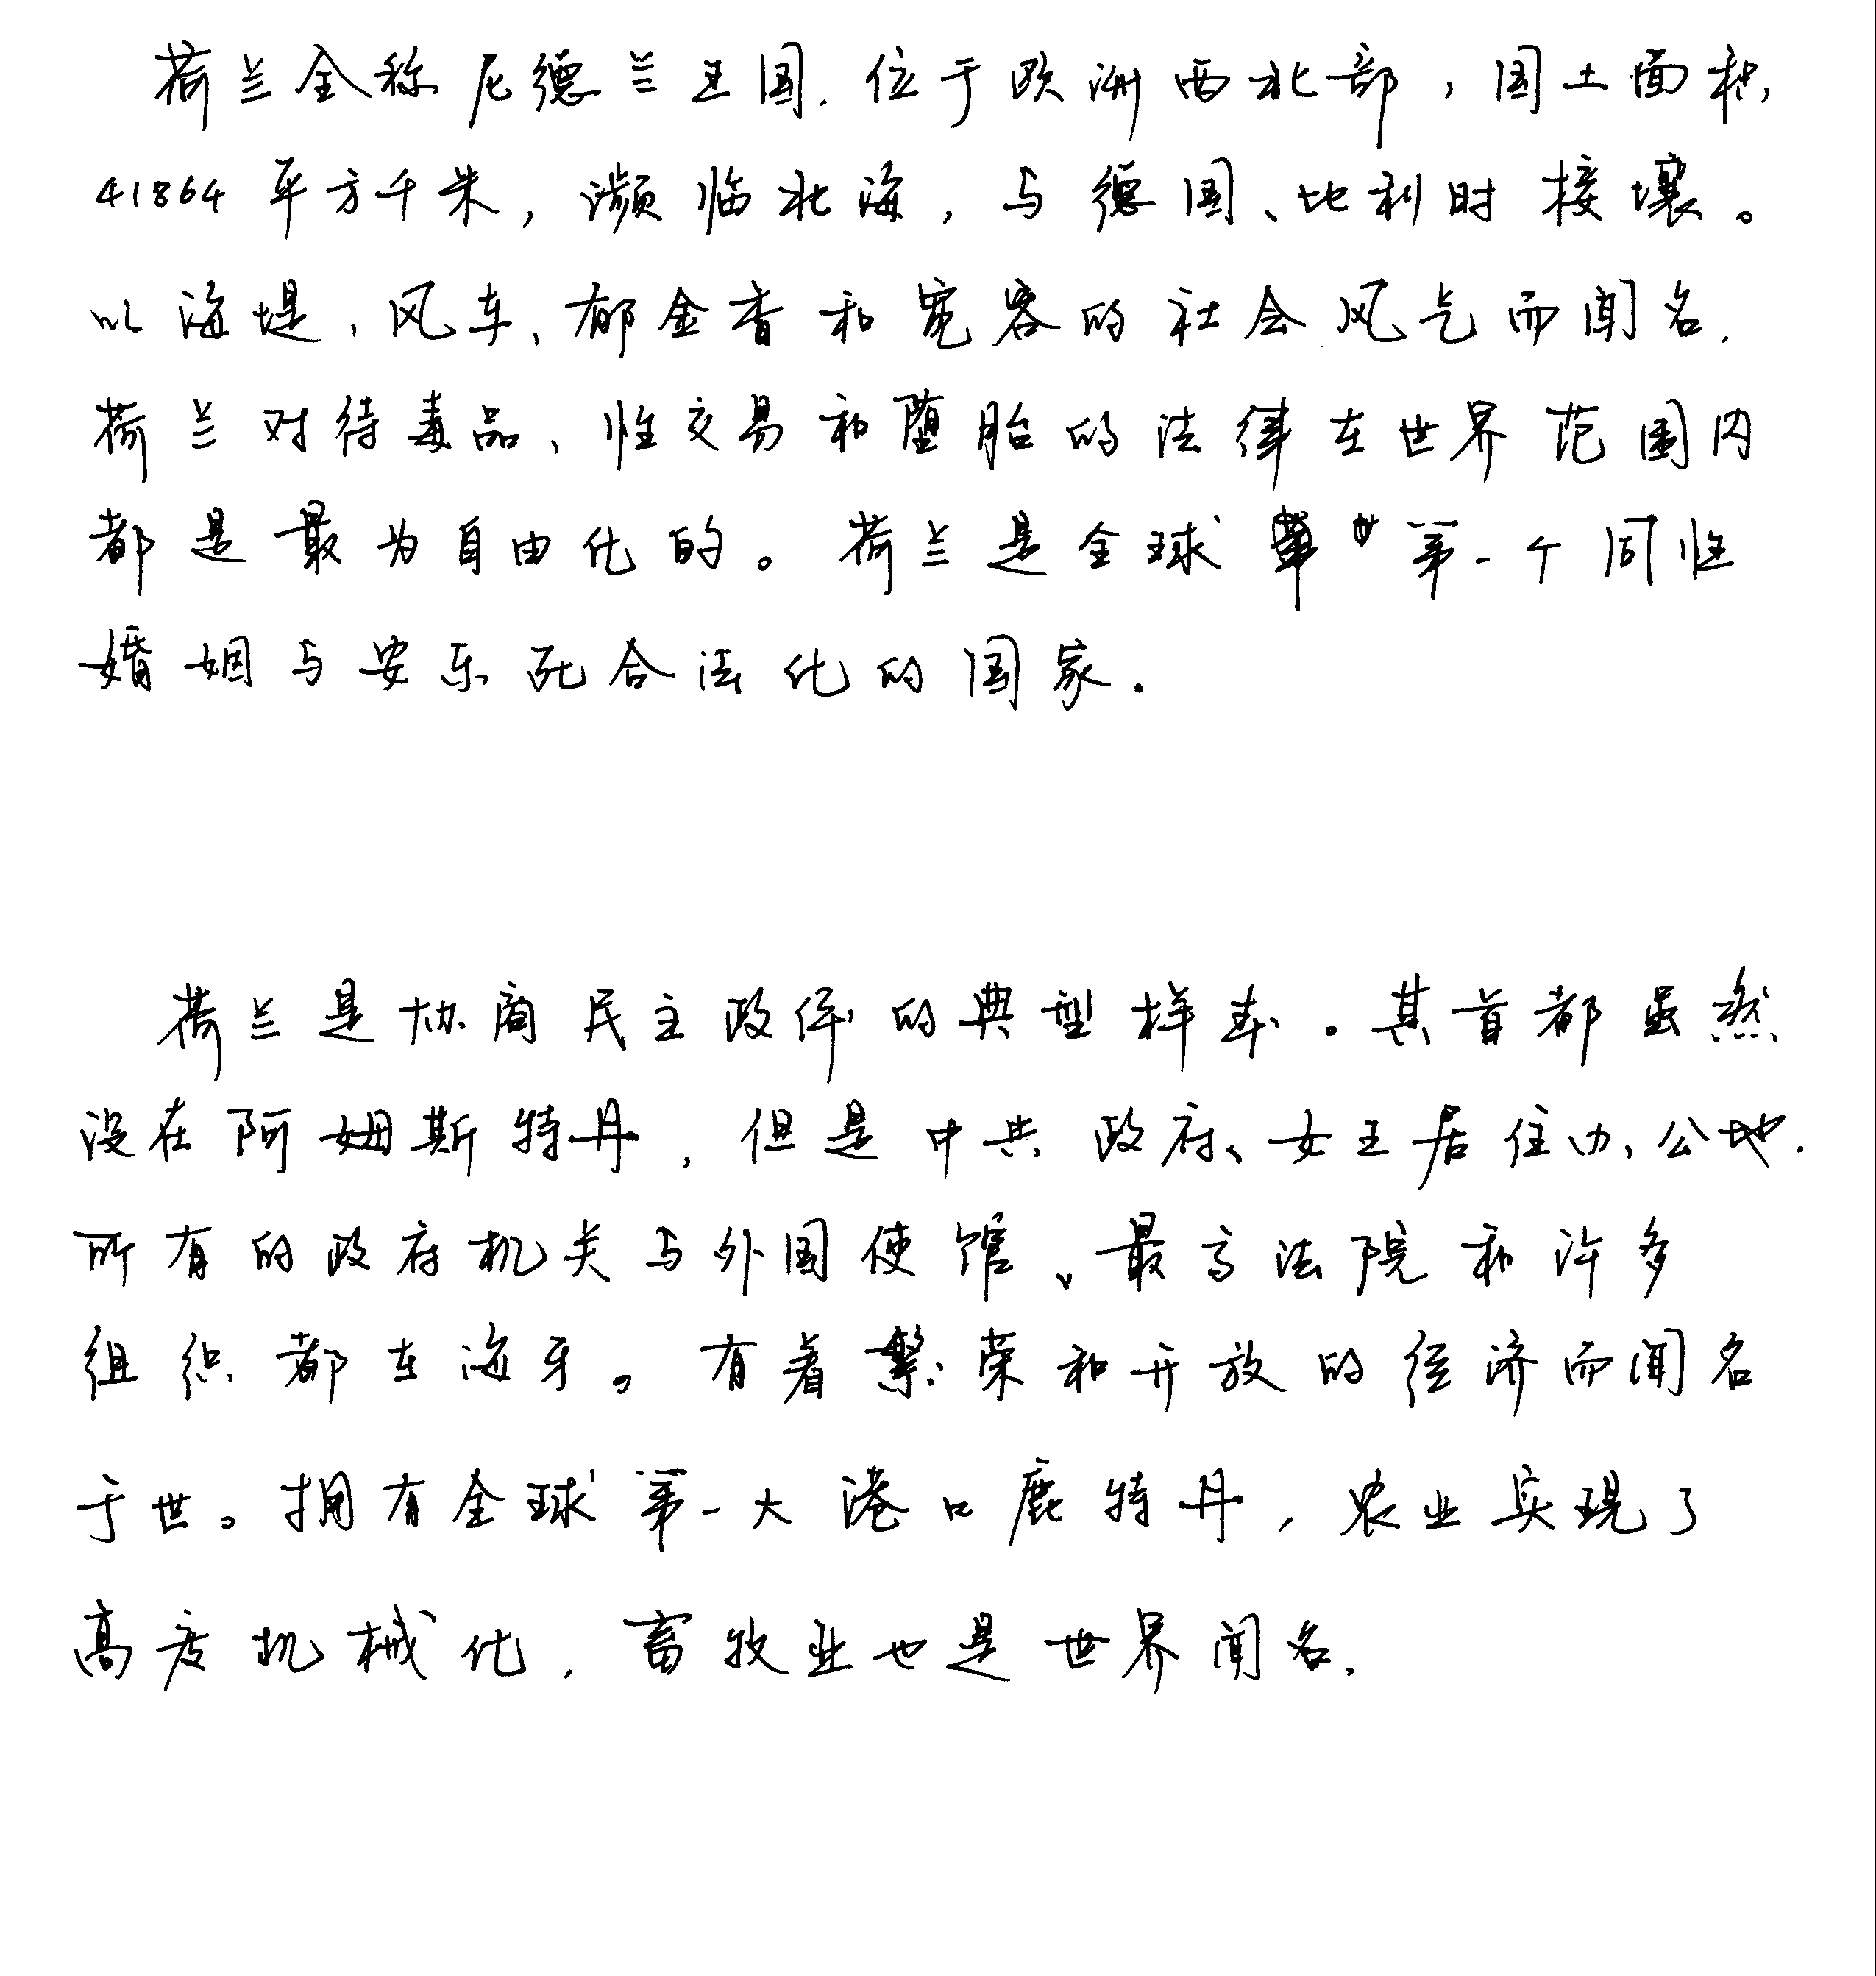 荷兰全称尼德兰王国.位于欧洲西北部,国土面积
41864平方千米,濒临北海,与德国、比利时接壤。
以海堤、风车、郁金香和宽容的社会风气而闻名.
荷兰对待毒品、性交易和堕胎的法律在世界范围内
都是最为自由化的。荷兰是全球第一个同性
婚姻与安乐死合法化的国家.
荷兰是协商民主政体的典型样本。其首都虽然
设在阿姆斯特丹,但是中央政府、女王居住办公地.
所有的政府机关与外国使馆、最高法院和许多
组织都在海牙。有着繁荣和开放的经济而闻名
于世。拥有全球第一大港口鹿特丹,农业实现了
高度机械化,畜牧业也是世界闻名.